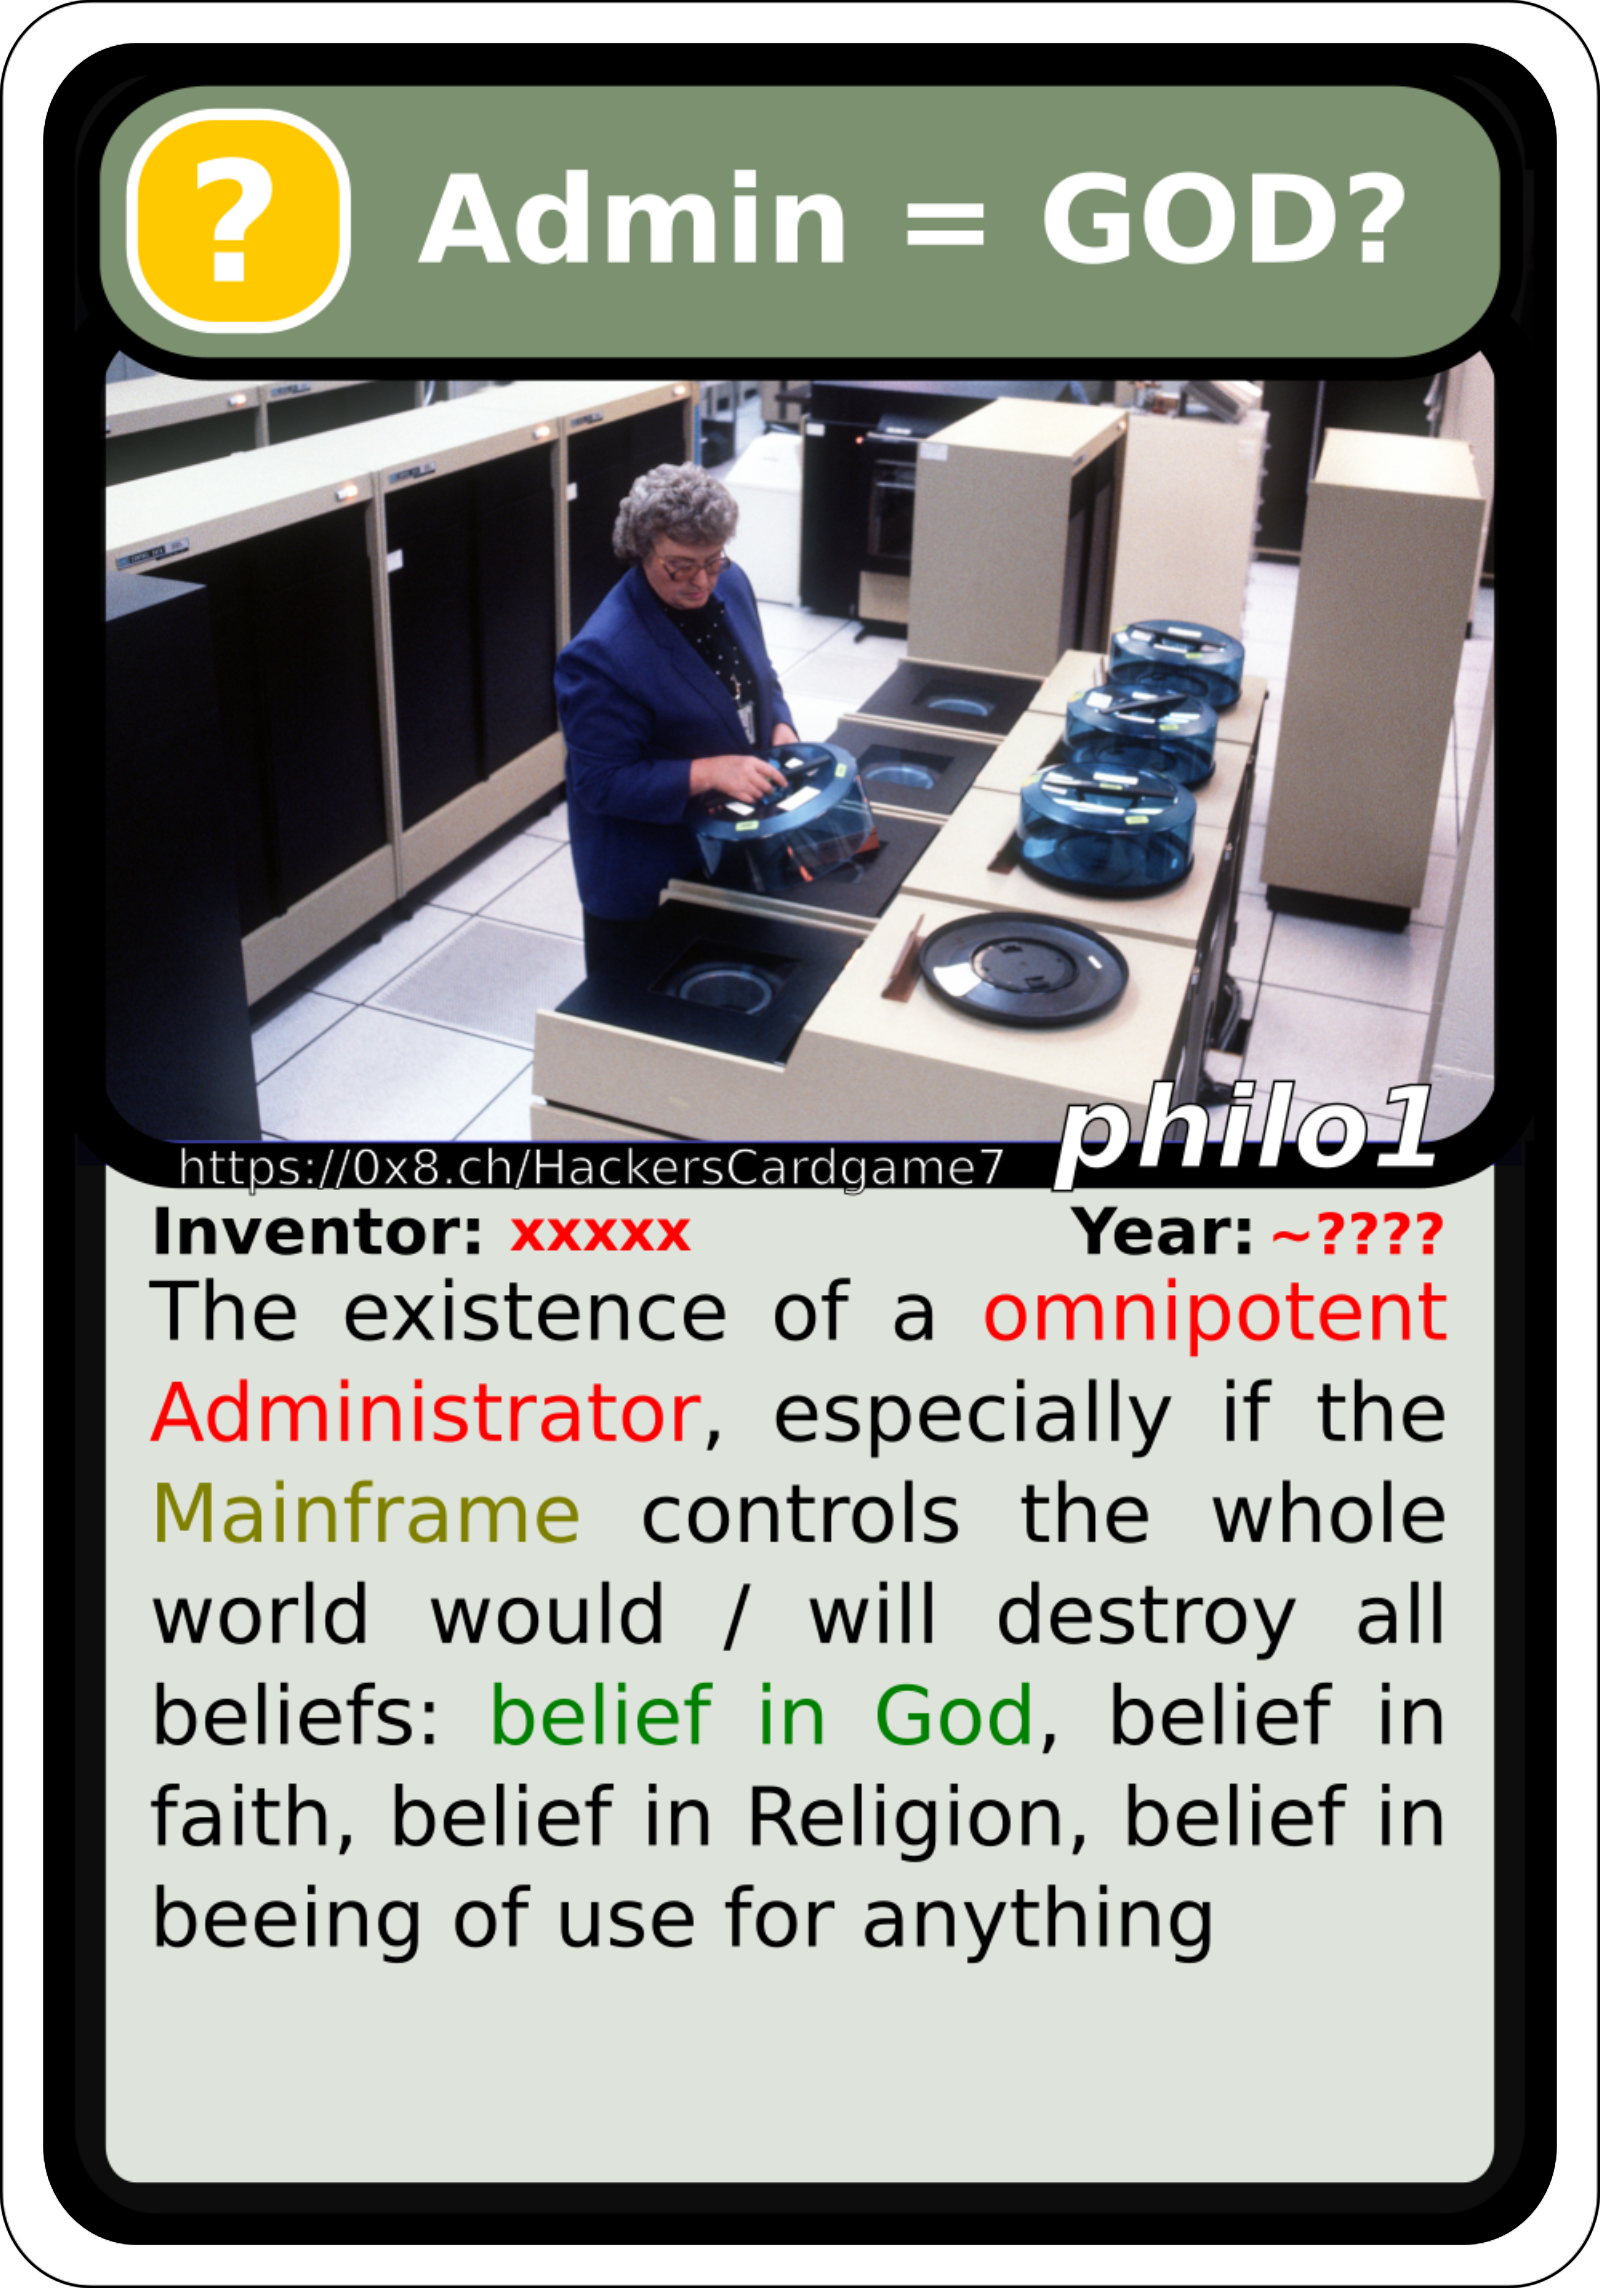 ?
Admin = GOD?
https://0x8.ch/HackersCardgame7
philo1
Inventor: xxxxx
Year: ~????
The existence of a omnipotent
Administrator, especially if the
Mainframe controls the whole
world would / will destroy all
beliefs: belief in God, belief in
faith, belief in Religion, belief in
beeing of use for anything